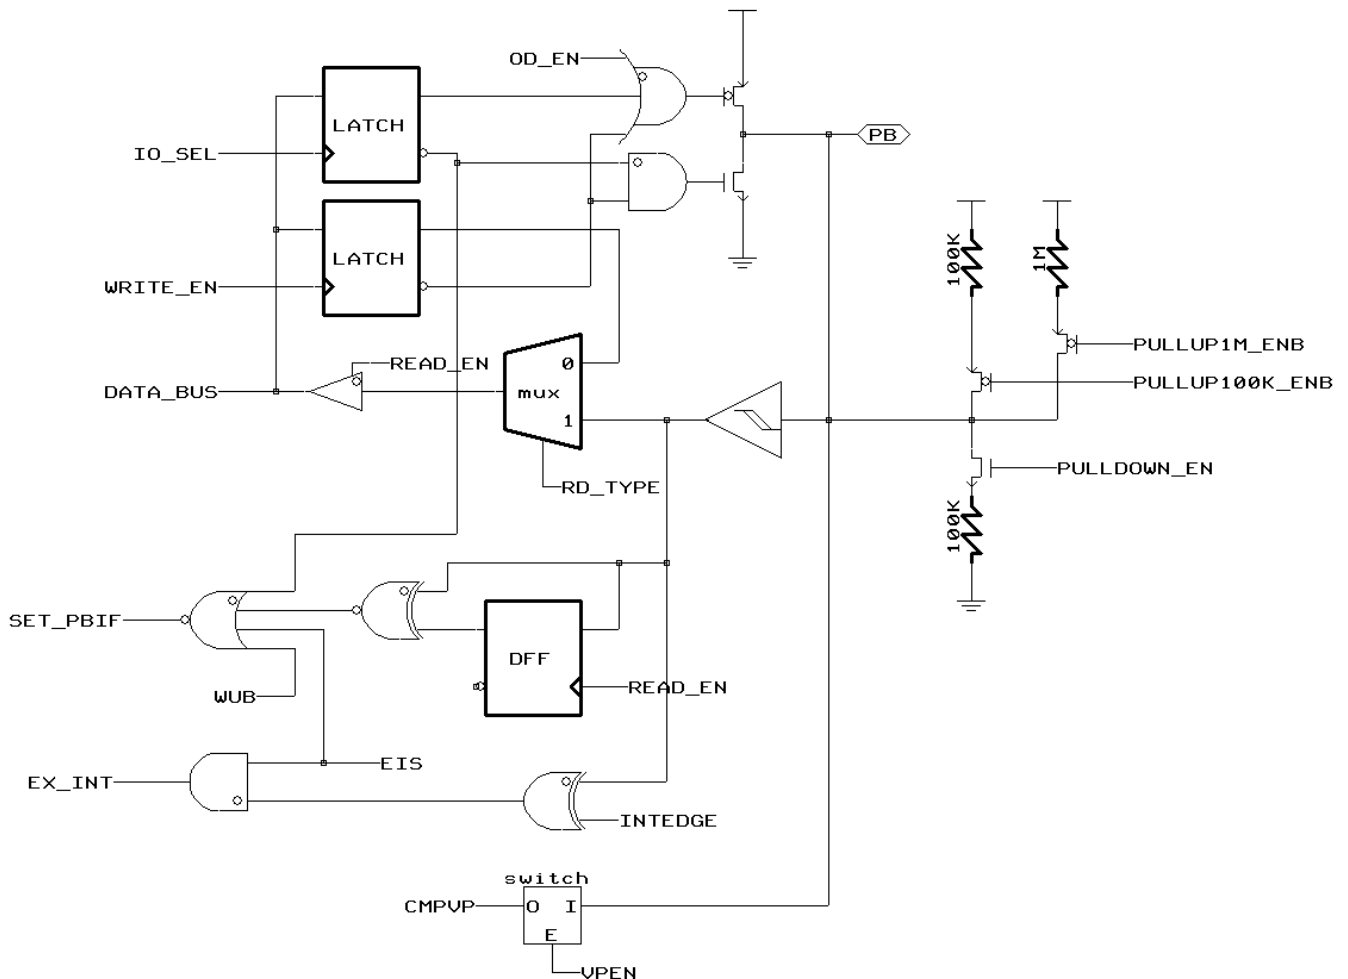 OD_EN
LATCH
PB
IO_SEL
LATCH
100K
1M
WRITE_EN
PULLUP1M_ENB
READ_EN
0
PULLUP100K_ENB
DATA_BUS
mux
1
PULLDOWN_EN
RD_TYPE
100K
SET_PBIF
DFF
WUB
READ_EN
EIS
EX_INT
INTEDGE
switch
CMPVP
O I
E
VPEN